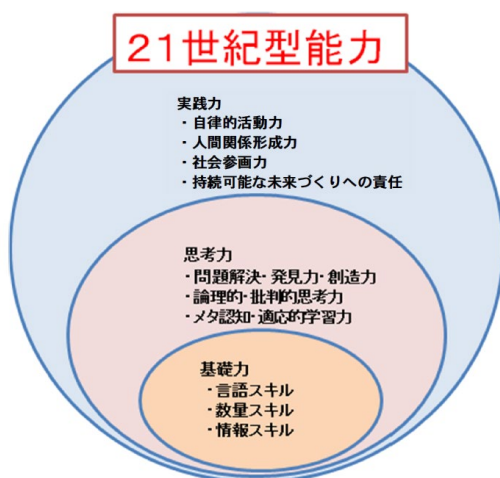 21世紀型能力
実践力
・自律的活動力
・人間関係形成力
・社会参画力
・持続可能な未来づくりへの責任
思考力
・問題解決・発見力・創造力
・論理的・批判的思考力
・メタ認知・適応的学習力
基礎力
・言語スキル
・数量スキル
・情報スキル